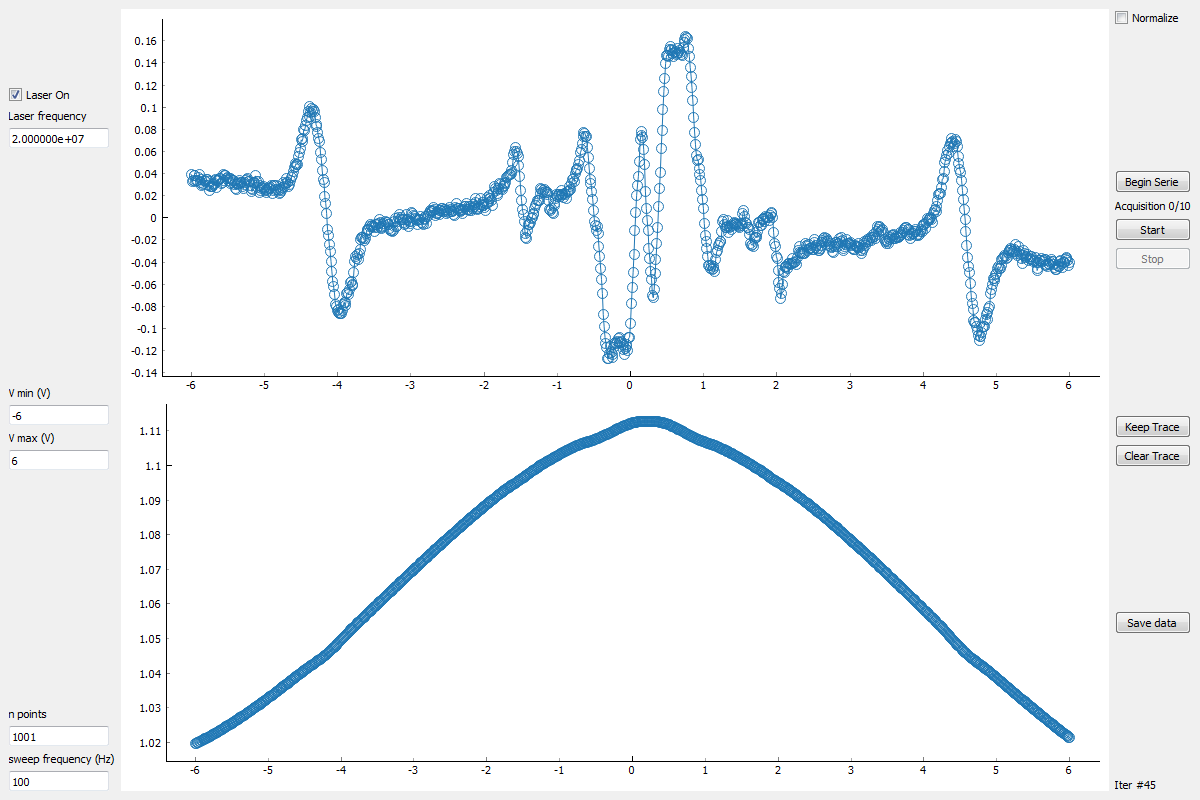 Normalize
Laser On
Laser frequency
2.000000e+07
V min (V)
-6
V max (V)
6
n points
1001
sweep frequency (Hz)
100
0.16
0.14
0.12
0.1
0.08
0.06
0.04
0.02
0
-0.02
-0.04
-0.06
-0.08
-0.1
-0.12
-0.14
-6 -5 -4 -3 -2 -1 0 1 2 3 4 5 6
1.11
1.1
1.09
1.08
1.07
1.06
1.05
1.04
1.03
1.02
-6 -5 -4 -3 -2 -1 0 1 2 3 4 5 6
Begin Serie
Acquisition 0/10
Start
Stop
Keep Trace
Clear Trace
Save data
Iter #45